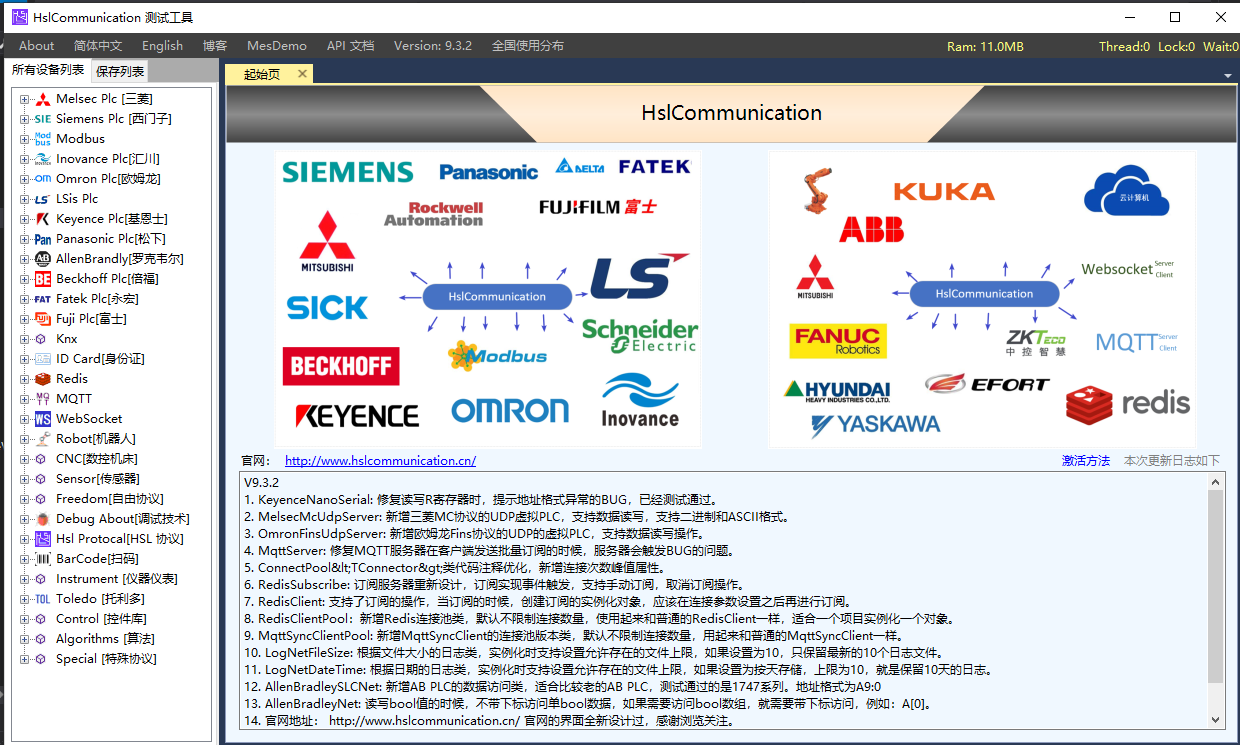 HslCommunication 测试工具
About 简体中文 English 博客 MesDemo API 文档 Version: 9.3.2 全国使用分布 Ram: 11.0MB Thread:0 Lock:0 Wait:0
所有设备列表 保存列表
起始页
Melsec Plc [三菱]
SIE Siemens Plc [西门子]
Mod bus Modbus
Inovance Plc[汇川]
om Omron Plc[欧姆龙]
LS LSis Plc
Keyence Plc[基恩士]
Pan Panasonic Plc[松下]
AB AllenBrandly[罗克韦尔]
BE Beckhoff Plc[倍福]
FAT Fatek Plc[永宏]
Fuji Fuji Plc[富士]
Knx
ID Card[身份证]
Redis
MQTT
WS WebSocket
Robot[机器人]
CNC[数控机床]
Sensor[传感器]
Freedom[自由协议]
Debug About[调试技术]
Hsl Protocal[HSL 协议]
BarCode[扫码]
Instrument [仪器仪表]
TOL Toledo [托利多]
Control [控件库]
Algorithms [算法]
Special [特殊协议]
HslCommunication
SIEMENS Panasonic DELTA FATEK
Rockwell Automation FUJIFILM 富士
MITSUBISHI
LS
SICK
HslCommunication
Schneider Electric
BECKHOFF
Modbus
KEYENCE
OMRON
Inovance
KUKA
云计算机
ABB
MITSUBISHI
HslCommunication
Websocket Server Client
FANUC Robotics
ZKTeco 中控智慧
MQTT Server Client
HYUNDAI HEAVY INDUSTRIES CO.,LTD.
EFORT
redis
YASKAWA
官网: http://www.hslcommunication.cn/ 激活方法 本次更新日志如下
V9.3.2
1. KeyenceNanoSerial: 修复读写R寄存器时，提示地址格式异常的BUG，已经测试通过。
2. MelsecMcUdpServer: 新增三菱MC协议的UDP虚拟PLC，支持数据读写，支持二进制和ASCII格式。
3. OmronFinsUdpServer: 新增欧姆龙Fins协议的UDP的虚拟PLC，支持数据读写操作。
4. MqttServer: 修复MQTT服务器在客户端发送批量订阅的时候，服务器会触发BUG的问题。
5. ConnectPool&lt;TConnector&gt;类代码注释优化，新增连接次数峰值属性。
6. RedisSubscribe: 订阅服务器重新设计，订阅实现事件触发，支持手动订阅，取消订阅操作。
7. RedisClient: 支持了订阅的操作，当订阅的时候，创建订阅的实例化对象，应该在连接参数设置之后再进行订阅。
8. RedisClientPool：新增Redis连接池类，默认不限制连接数量，使用起来和普通的RedisClient一样，适合一个项目实例化一个对象。
9. MqttSyncClientPool: 新增MqttSyncClient的连接池版本类，默认不限制连接数量，用起来和普通的MqttSyncClient一样。
10. LogNetFileSize: 根据文件大小的日志类，实例化时支持设置允许存在的文件上限，如果设置为10，只保留最新的10个日志文件。
11. LogNetDateTime: 根据日期的日志类，实例化时支持设置允许存在的文件上限，如果设置为按天存储，上限为10，就是保留10天的日志。
12. AllenBradleySLCNet: 新增AB PLC的数据访问类，适合比较老的AB PLC，测试通过的是1747系列。地址格式为A9:0
13. AllenBradleyNet: 读写bool值的时候，不带下标访问单bool数据，如果需要访问bool数组，就需要带下标访问，例如：A[0]。
14. 官网地址： http://www.hslcommunication.cn/ 官网的界面全新设计过，感谢浏览关注。